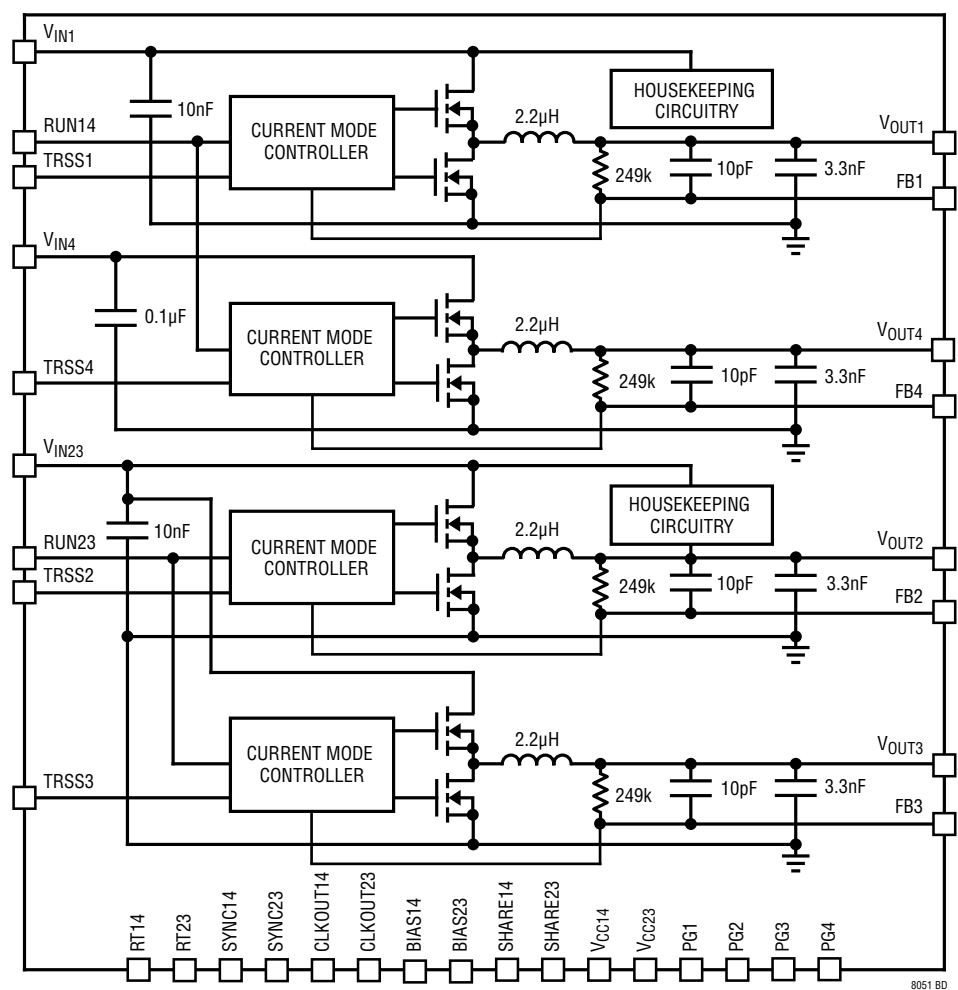 VIN1
HOUSEKEEPING
CIRCUITRY
10nF
CURRENT MODE
CONTROLLER
2.2µH
VOUT1
RUN14
TRSS1
249k
10pF
3.3nF
FB1
VIN4
0.1µF
CURRENT MODE
CONTROLLER
2.2µH
VOUT4
TRSS4
249k
10pF
3.3nF
FB4
VIN23
HOUSEKEEPING
CIRCUITRY
10nF
CURRENT MODE
CONTROLLER
2.2µH
VOUT2
RUN23
TRSS2
249k
10pF
3.3nF
FB2
CURRENT MODE
CONTROLLER
2.2µH
VOUT3
TRSS3
249k
10pF
3.3nF
FB3
RT14
RT23
SYNC14
SYNC23
CLKOUT14
CLKOUT23
BIAS14
BIAS23
SHARE14
SHARE23
VCC14
VCC23
PG1
PG2
PG3
PG4
8051 BD